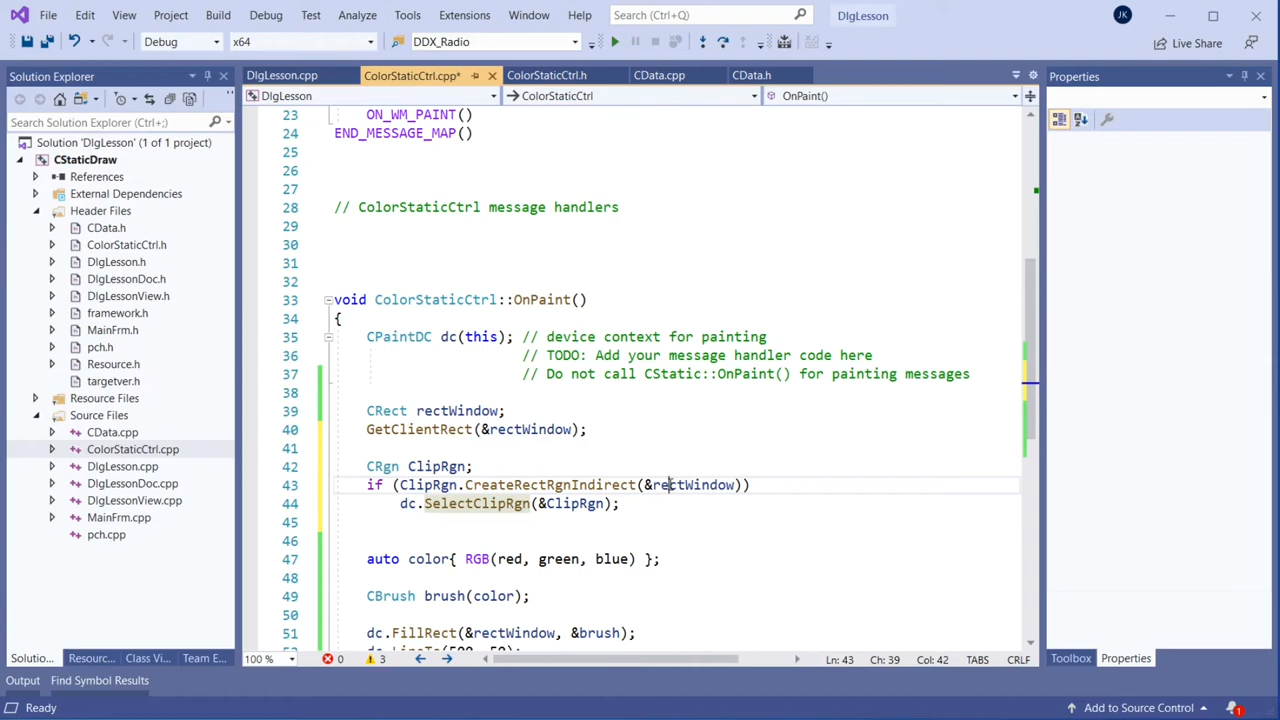 File Edit View Project Build Debug Test Analyze Tools Extensions Window Help Search (Ctrl+Q) DlgLesson JK
Debug x64 DDX_Radio Live Share
Solution Explorer
Search Solution Explorer (Ctrl+;)
Solution 'DlgLesson' (1 of 1 project)
CStaticDraw
References
External Dependencies
Header Files
CData.h
ColorStaticCtrl.h
DlgLesson.h
DlgLessonDoc.h
DlgLessonView.h
framework.h
MainFrm.h
pch.h
Resource.h
targetver.h
Resource Files
Source Files
CData.cpp
ColorStaticCtrl.cpp
DlgLesson.cpp
DlgLessonDoc.cpp
DlgLessonView.cpp
MainFrm.cpp
pch.cpp
Solutio... Resourc... Class Vi... Team E...
DlgLesson.cpp ColorStaticCtrl.cpp* ColorStaticCtrl.h CData.cpp CData.h
DlgLesson ColorStaticCtrl OnPaint()
23 ON_WM_PAINT()
24 END_MESSAGE_MAP()
25
26
27
28 // ColorStaticCtrl message handlers
29
30
31
32
33 void ColorStaticCtrl::OnPaint()
34 {
35 CPaintDC dc(this); // device context for painting
36 // TODO: Add your message handler code here
37 // Do not call CStatic::OnPaint() for painting messages
38
39 CRect rectWindow;
40 GetClientRect(&rectWindow);
41
42 CRgn ClipRgn;
43 if (ClipRgn.CreateRectRgnIndirect(&rectWindow))
44 dc.SelectClipRgn(&ClipRgn);
45
46
47 auto color{ RGB(red, green, blue) };
48
49 CBrush brush(color);
50
51 dc.FillRect(&rectWindow, &brush);
52 dc.LineTo(500, 50);
100 % 0 3 Ln: 43 Ch: 39 Col: 42 TABS CRLF
Properties
Toolbox Properties
Output Find Symbol Results
Ready Add to Source Control 1